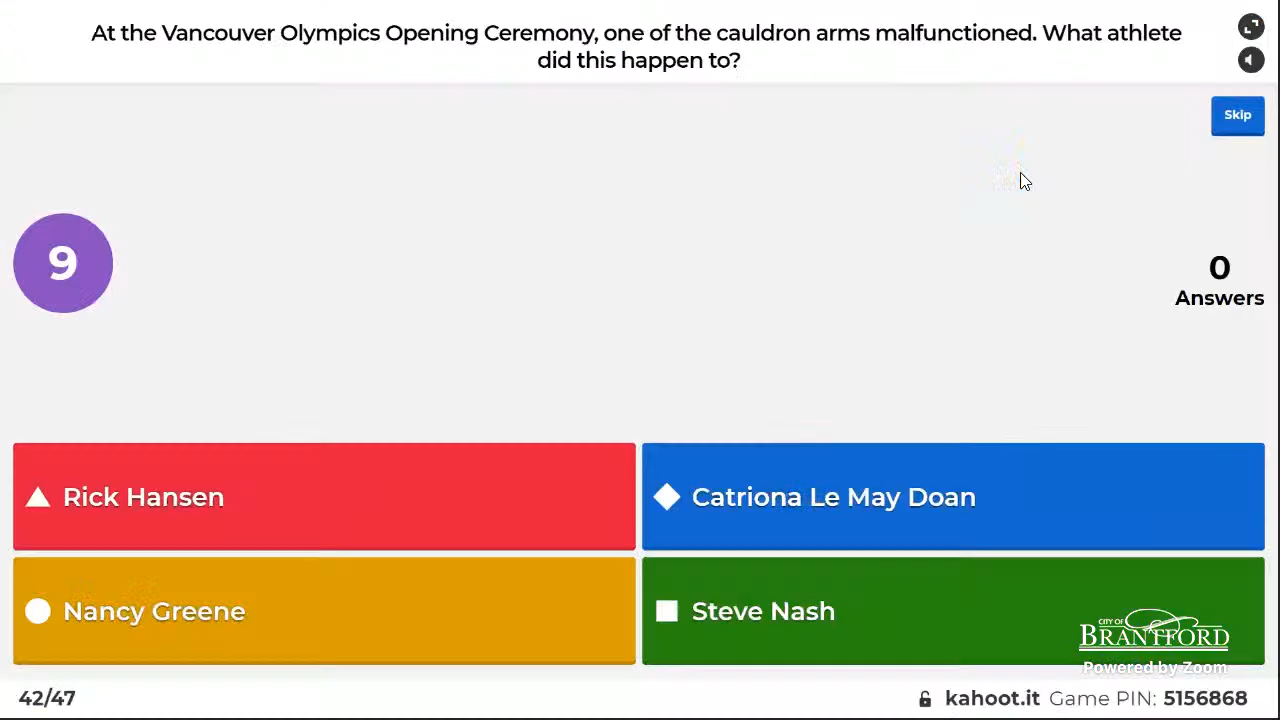 At the Vancouver Olympics Opening Ceremony, one of the cauldron arms malfunctioned. What athlete
did this happen to?
Skip
9
0
Answers
Rick Hansen
Catriona Le May Doan
Nancy Greene
Steve Nash
CITY OF
BRANTFORD
Powered by Zoom
42/47
kahoot.it Game PIN: 5156868